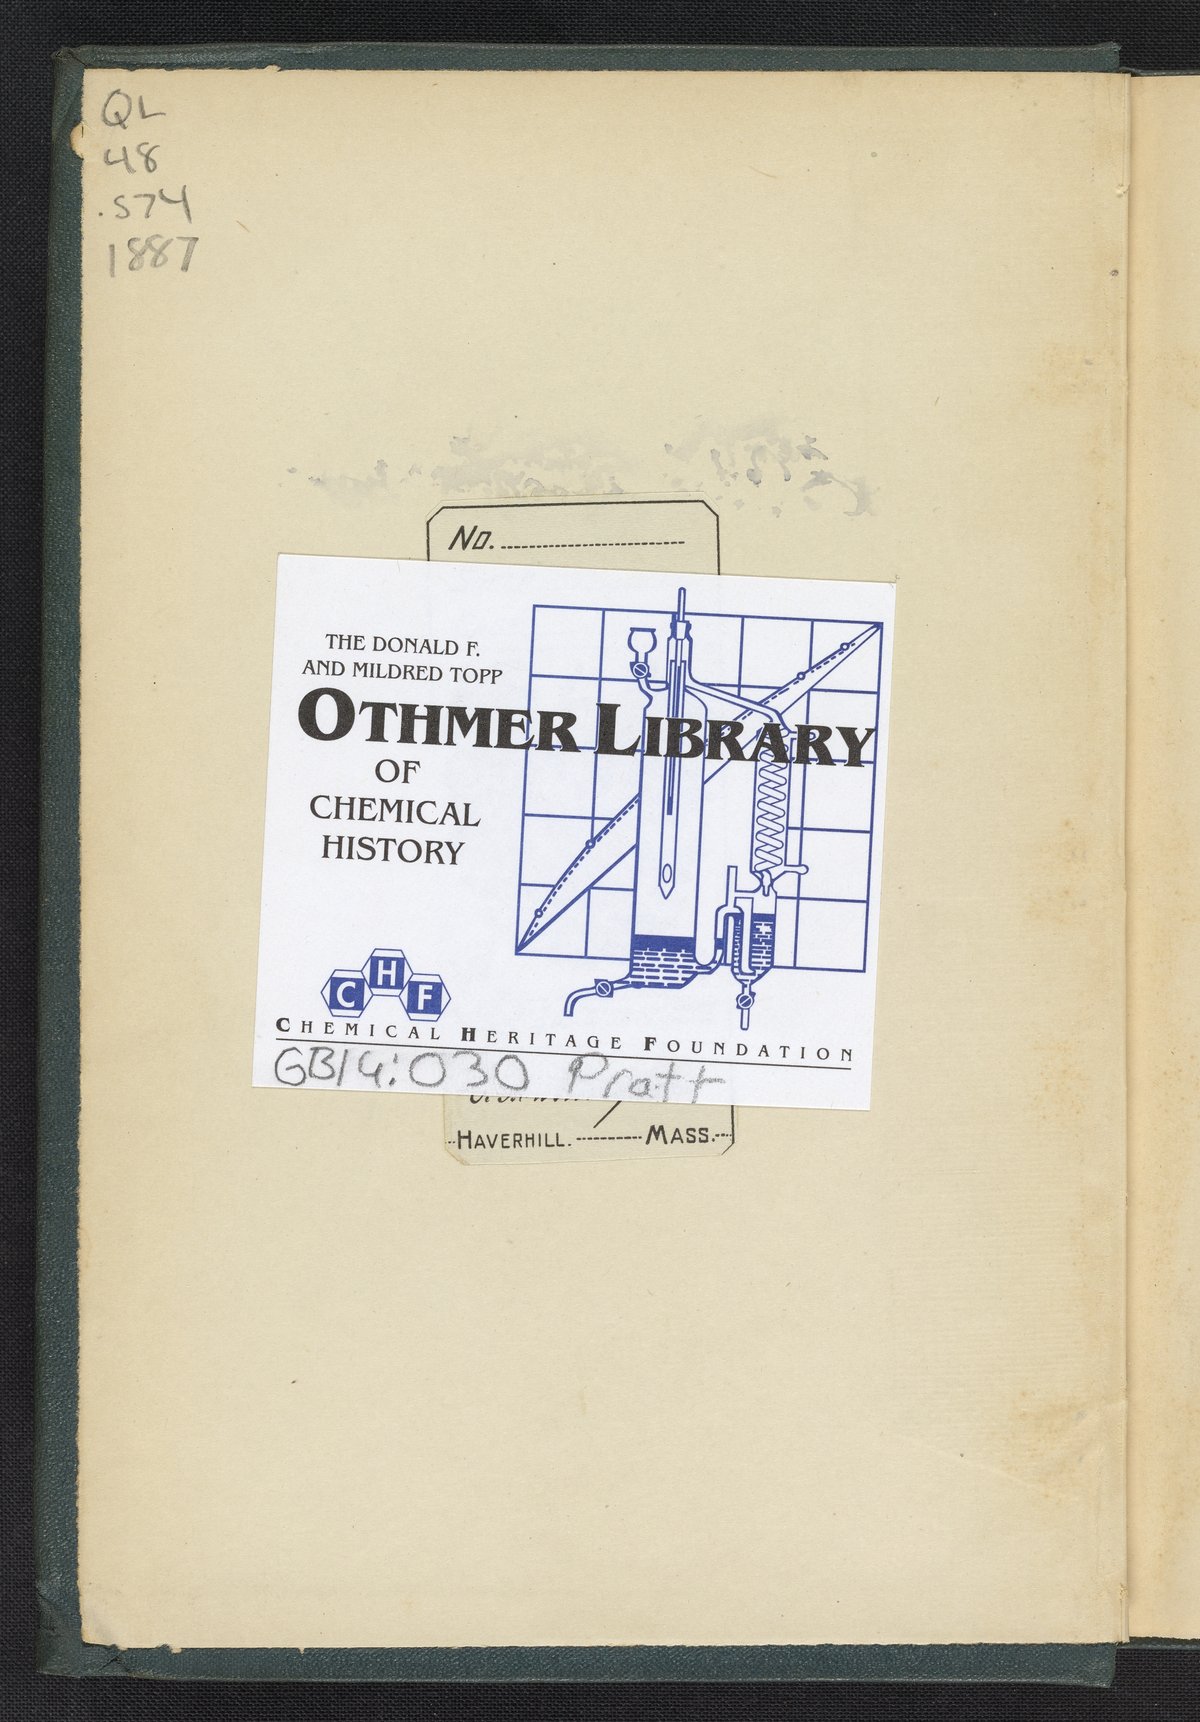 QL
48
.S74
1887
No.
THE DONALD F.
AND MILDRED TOPP
OTHMER LIBRARY
OF
CHEMICAL
HISTORY
CHF
CHEMICAL HERITAGE FOUNDATION
GB14:030 Pratt
HAVERHILL. MASS.